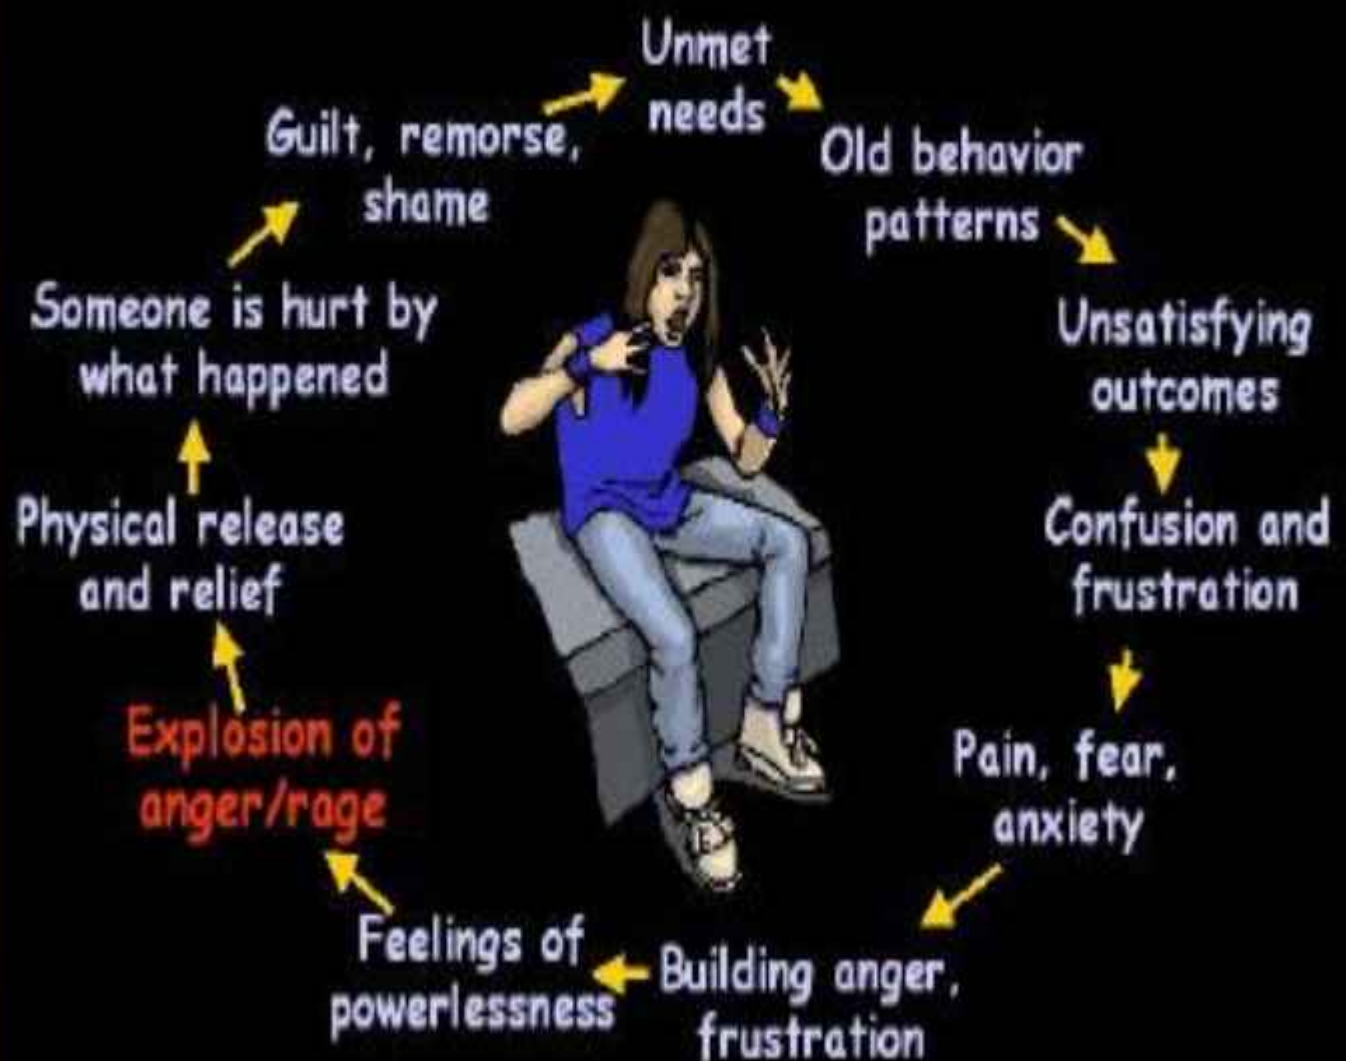 Unmet
needs
Old behavior
patterns
Unsatisfying
outcomes
Confusion and
frustration
Pain, fear,
anxiety
Building anger,
frustration
Feelings of
powerlessness
Explosion of
anger/rage
Physical release
and relief
Someone is hurt by
what happened
Guilt, remorse,
shame